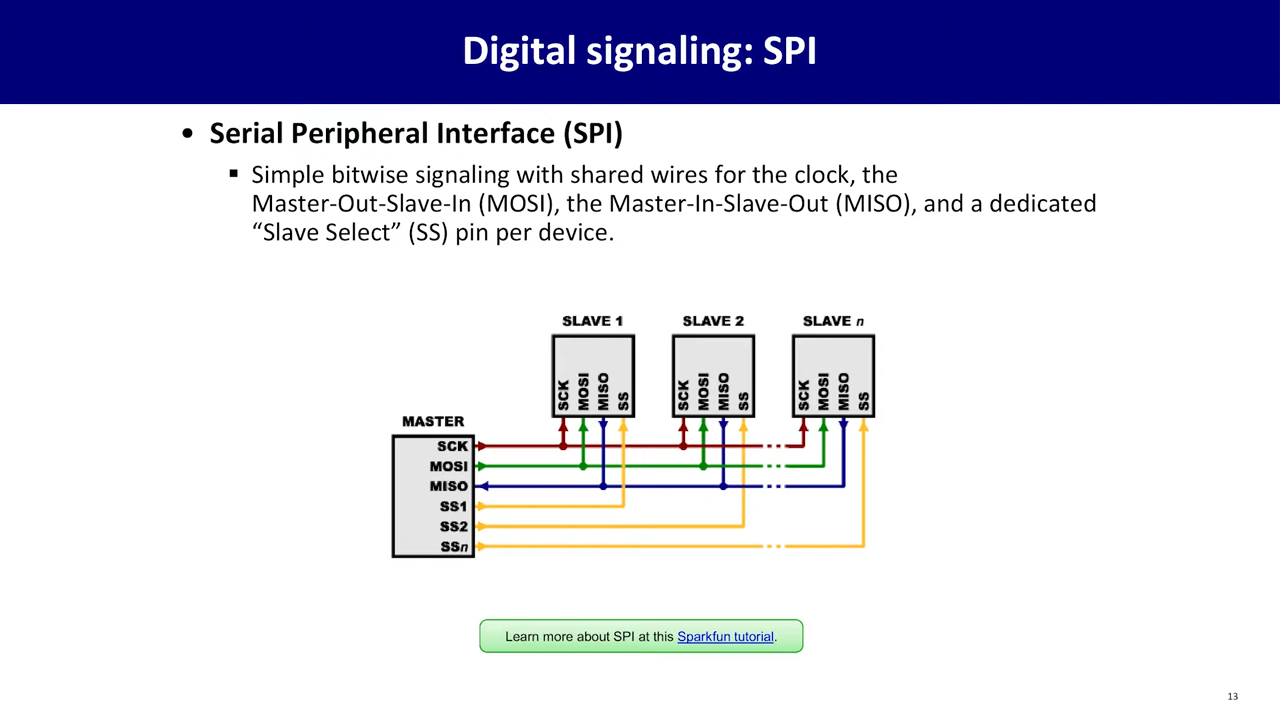 Digital signaling: SPI
• Serial Peripheral Interface (SPI)
▪ Simple bitwise signaling with shared wires for the clock, the
Master-Out-Slave-In (MOSI), the Master-In-Slave-Out (MISO), and a dedicated
“Slave Select” (SS) pin per device.
SLAVE 1
SCK
MOSI
MISO
SS
SLAVE 2
SCK
MOSI
MISO
SS
SLAVE n
SCK
MOSI
MISO
SS
MASTER
SCK
MOSI
MISO
SS1
SS2
SSn
Learn more about SPI at this Sparkfun tutorial.
13